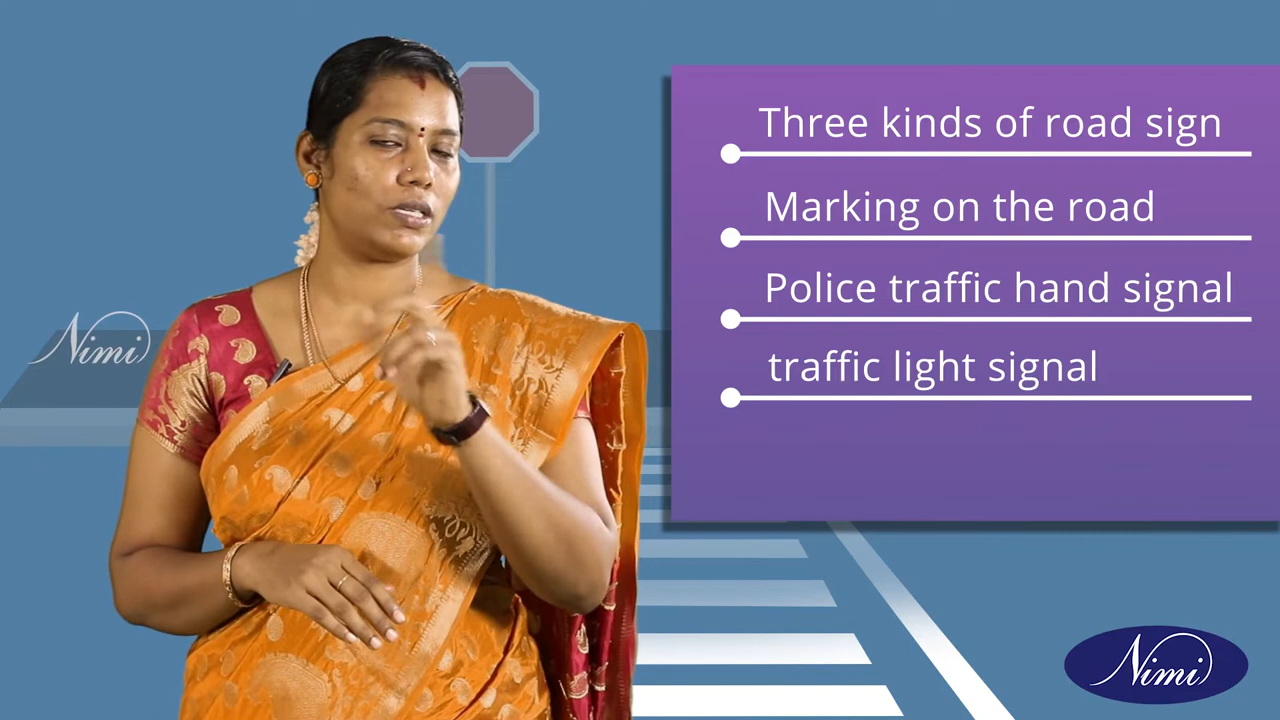 Three kinds of road sign
Marking on the road
Police traffic hand signal
traffic light signal
Nimi
Nimi